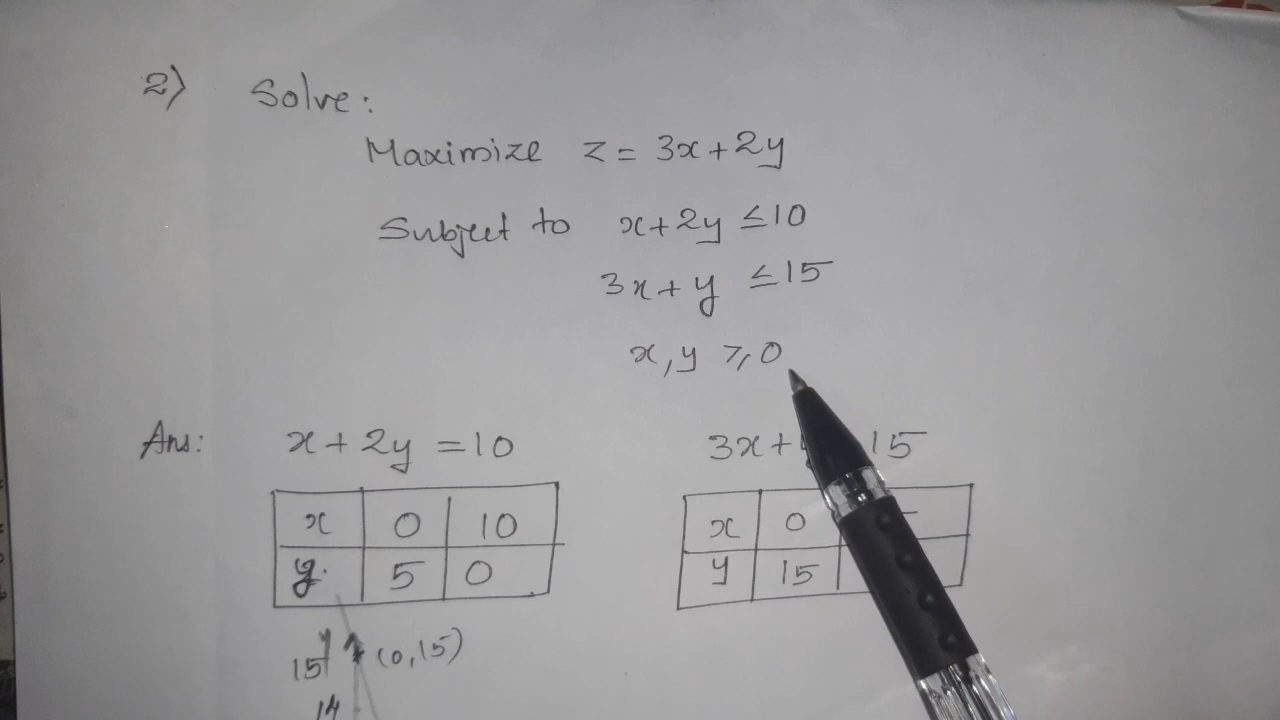 2) Solve:
Maximize z = 3x+2y
Subject to x+2y ≤10
3x+y ≤15
x,y ≥0
Ans: x+2y =10 3x+ 15
x 0 10 x 0
y 5 0 y 15
y
15 (0,15)
14